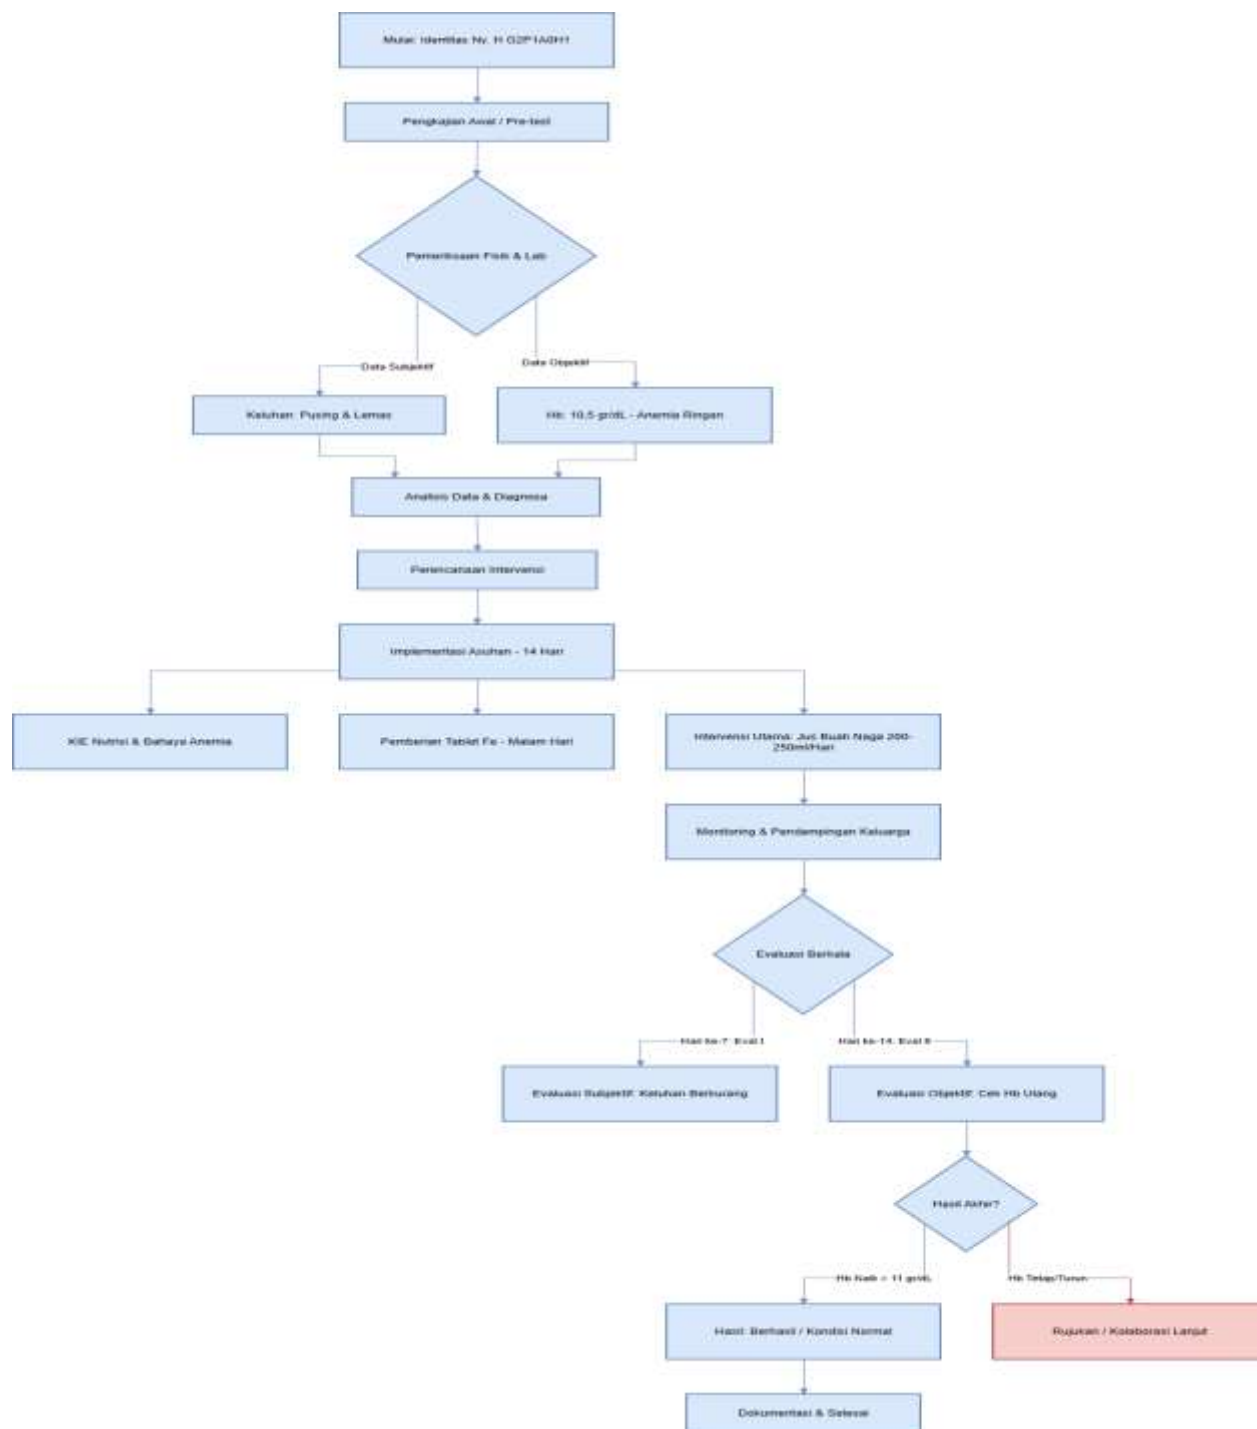 Mulai: Identitas Ny. H G2P1A0H1
Pengkajian Awal / Pre-test
Pemeriksaan Fisik & Lab
Data Subjektif
Data Objektif
Keluhan: Pusing & Lemas
Hb: 10,5 gr/dL - Anemia Ringan
Analisis Data & Diagnosa
Perencanaan Intervensi
Implementasi Asuhan - 14 Hari
KIE Nutrisi & Bahaya Anemia
Pemberian Tablet Fe - Malam Hari
Intervensi Utama: Jus Buah Naga 200-
250ml/Hari
Monitoring & Pendampingan Keluarga
Evaluasi Berkala
Hari ke-7 Eval I
Hari ke-14. Eval II
Evaluasi Subjektif: Keluhan Berkurang
Evaluasi Objektif: Cek Hb Ulang
Hasil Akhir?
Hb Naik 11 gr/dL
Hb Tetap/Turun
Hasil: Berhasil / Kondisi Normal
Rujukan / Kolaborasi Lanjut
Dokumentasi & Selesai